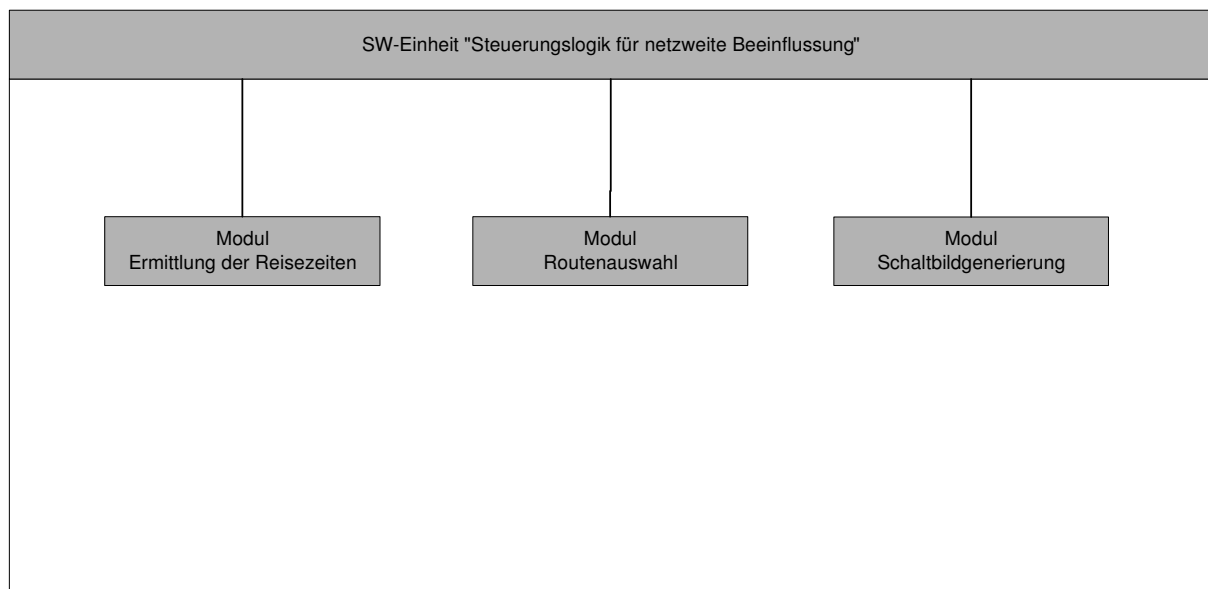 SW-Einheit "Steuerungslogik für netzweite Beeinflussung"
Modul
Ermittlung der Reisezeiten
Modul
Routenauswahl
Modul
Schaltbildgenerierung